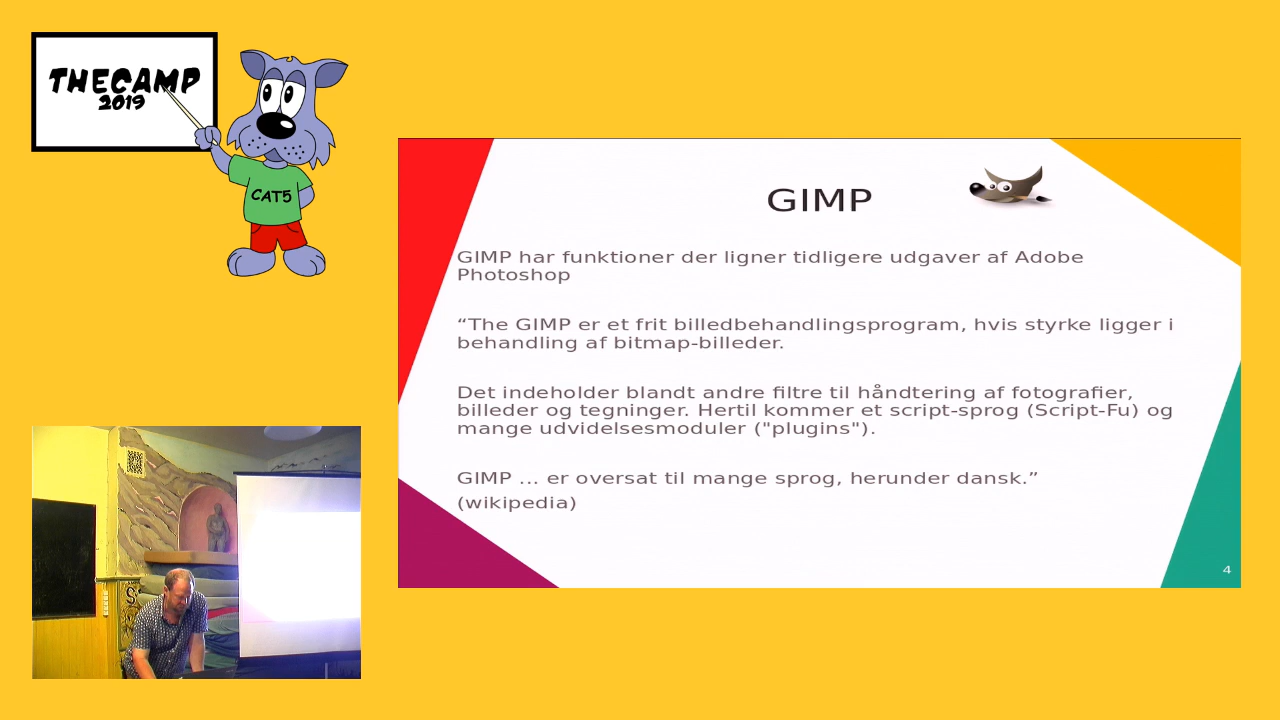 THECAMP
2019
CAT5
GIMP
GIMP har funktioner der ligner tidligere udgaver af Adobe
Photoshop
“The GIMP er et frit billedbehandlingsprogram, hvis styrke ligger i
behandling af bitmap-billeder.
Det indeholder blandt andre filtre til håndtering af fotografier,
billeder og tegninger. Hertil kommer et script-sprog (Script-Fu) og
mange udvidelsesmoduler ("plugins").
GIMP ... er oversat til mange sprog, herunder dansk.”
(wikipedia)
4